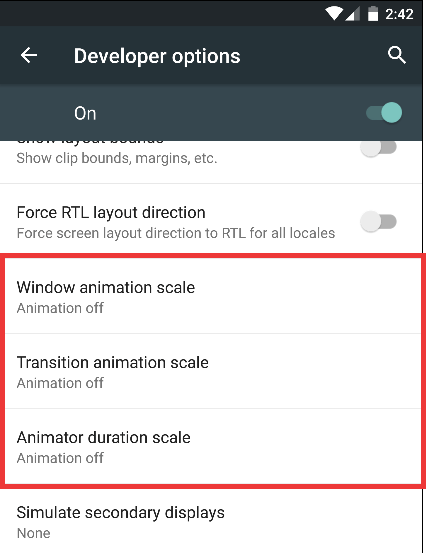 2:42
Developer options
On
Show layout bounds
Show clip bounds, margins, etc.
Force RTL layout direction
Force screen layout direction to RTL for all locales
Window animation scale
Animation off
Transition animation scale
Animation off
Animator duration scale
Animation off
Simulate secondary displays
None